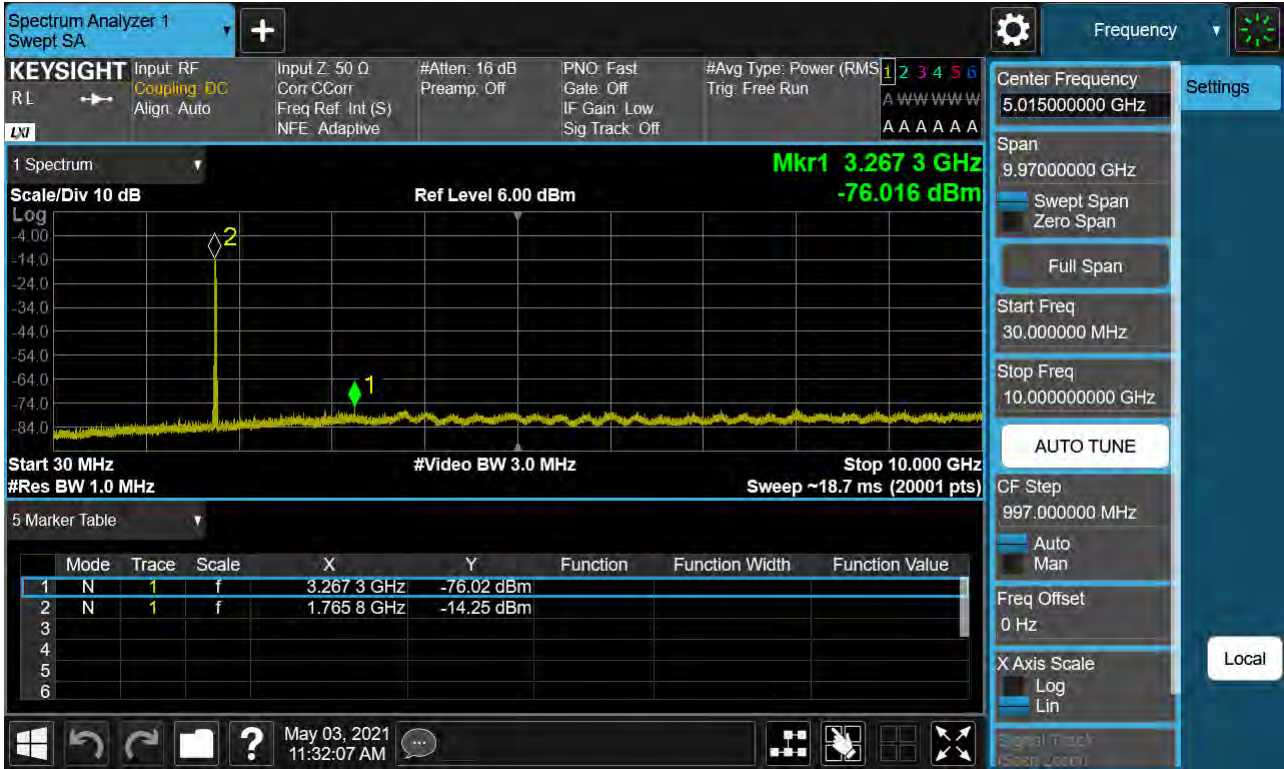 Spectrum Analyzer 1
Swept SA
+
Frequency
KEYSIGHT
RL
LXI
Input: RF
Coupling: DC
Align: Auto
Input Z: 50 Ω
Corr CCorr
Freq Ref: Int (S)
NFE: Adaptive
#Atten: 16 dB
Preamp: Off
PNO: Fast
Gate: Off
IF Gain: Low
Sig Track: Off
#Avg Type: Power (RMS
Trig: Free Run
1 2 3 4 5 6
A W W W W W
A A A A A A
1 Spectrum
Scale/Div 10 dB
Ref Level 6.00 dBm
Mkr1 3.267 3 GHz
-76.016 dBm
Log
-4.00
-14.0
-24.0
-34.0
-44.0
-54.0
-64.0
-74.0
-84.0
2
1
Start 30 MHz
#Video BW 3.0 MHz
Stop 10.000 GHz
#Res BW 1.0 MHz
Sweep ~18.7 ms (20001 pts)
5 Marker Table
Mode Trace Scale X Y Function Function Width Function Value
1 N 1 f 3.267 3 GHz -76.02 dBm
2 N 1 f 1.765 8 GHz -14.25 dBm
3
4
5
6
?
May 03, 2021
11:32:07 AM
Center Frequency
5.015000000 GHz
Span
9.97000000 GHz
Swept Span
Zero Span
Full Span
Start Freq
30.000000 MHz
Stop Freq
10.000000000 GHz
AUTO TUNE
CF Step
997.000000 MHz
Auto
Man
Freq Offset
0 Hz
X Axis Scale
Log
Lin
Signal Track
(Span Zoom)
Settings
Local